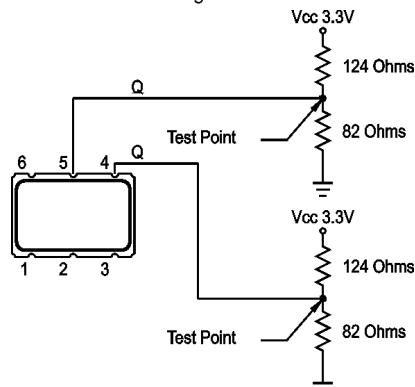 Vcc 3.3V
124 Ohms
Q
Test Point
82 Ohms
6 5 4
Q
Vcc 3.3V
1 2 3
124 Ohms
Test Point
82 Ohms